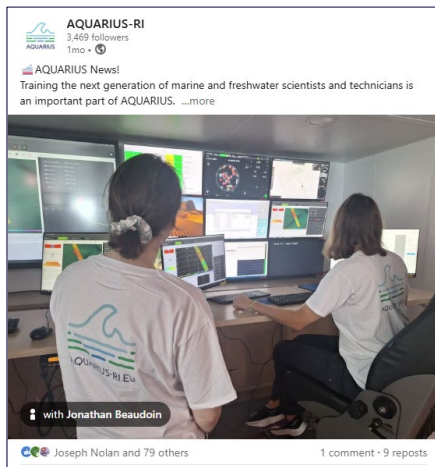 AQUARIUS-RI
3,469 followers
1mo •
AQUARIUS
AQUARIUS News!
Training the next generation of marine and freshwater scientists and technicians is
an important part of AQUARIUS. ...more
AQUARIUS-RI.EU
AQUARIUS
with Jonathan Beaudoin
Joseph Nolan and 79 others
1 comment • 9 reposts